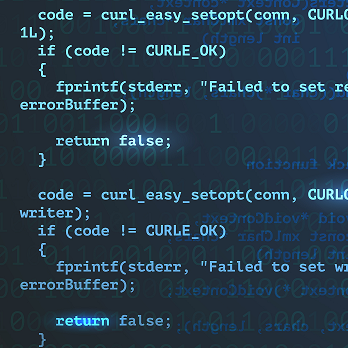 code = curl_easy_setopt(conn, CURLO
1L);
if (code != CURLE_OK)
{
fprintf(stderr, "Failed to set re
errorBuffer);
return false;
}
code = curl_easy_setopt(conn, CURLO
writer);
if (code != CURLE_OK)
{
fprintf(stderr, "Failed to set wr
errorBuffer);
return false;
}